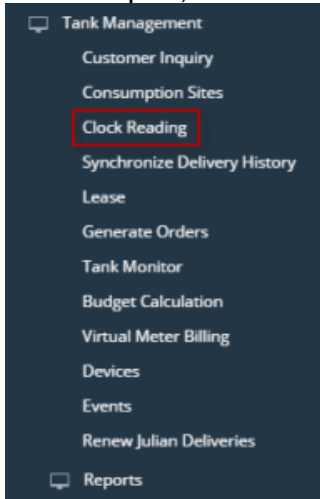 Tank Management
Customer Inquiry
Consumption Sites
Clock Reading
Synchronize Delivery History
Lease
Generate Orders
Tank Monitor
Budget Calculation
Virtual Meter Billing
Devices
Events
Renew Julian Deliveries
Reports